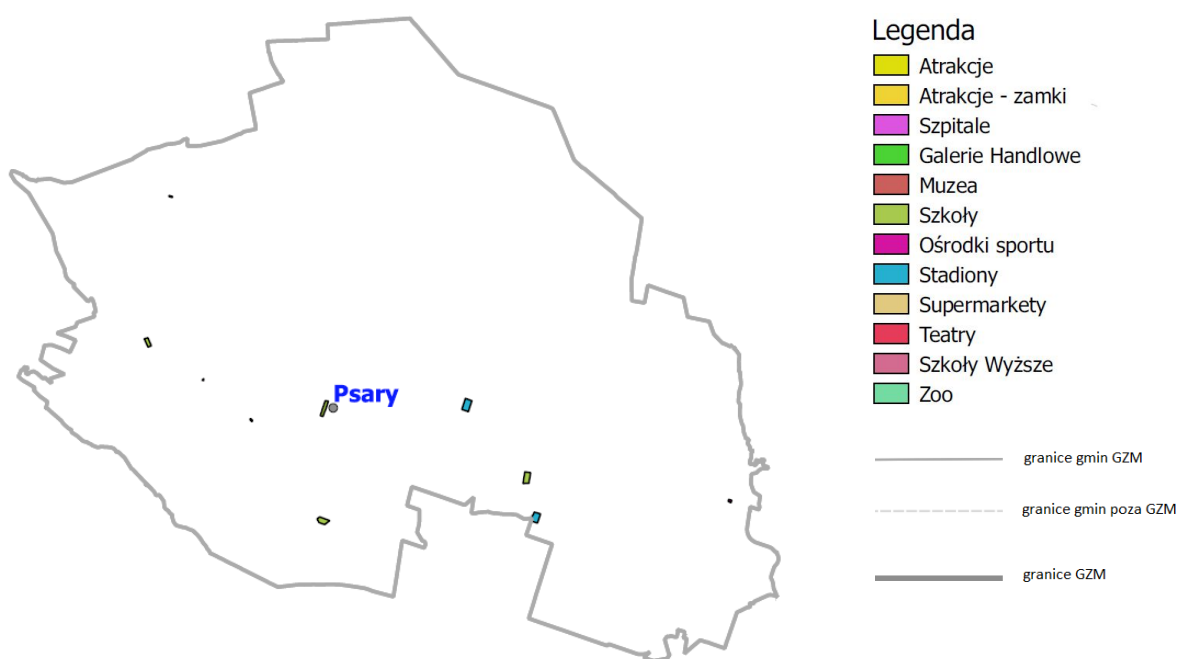 Legenda
Atrakcje
Atrakcje - zamki
Szpitale
Galerie Handlowe
Muzea
Szkoły
Ośrodki sportu
Stadiony
Supermarkety
Teatry
Szkoły Wyższe
Zoo
Psary
granice gmin GZM
granice gmin poza GZM
granice GZM